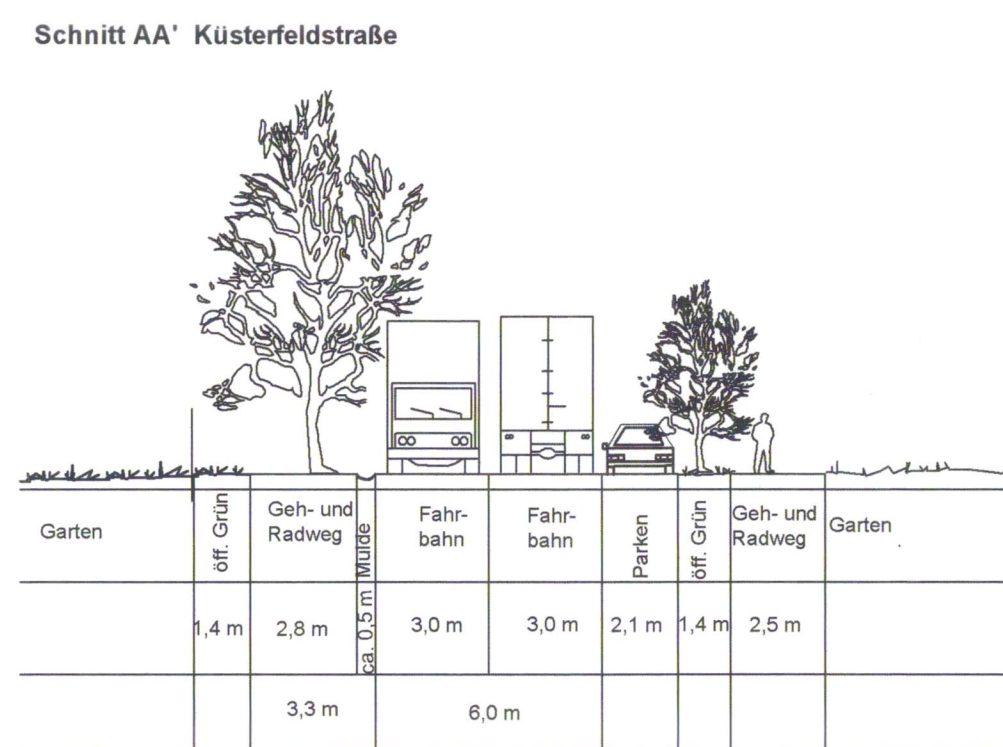 Schnitt AA' Küsterfeldstraße
Garten
öff. Grün
Geh- und
Radweg
Mulde
Fahr-
bahn
Fahr-
bahn
Parken
öff. Grün
Geh- und
Radweg
Garten
1,4 m
2,8 m
ca. 0,5 m
3,0 m
3,0 m
2,1 m
1,4 m
2,5 m
3,3 m
6,0 m